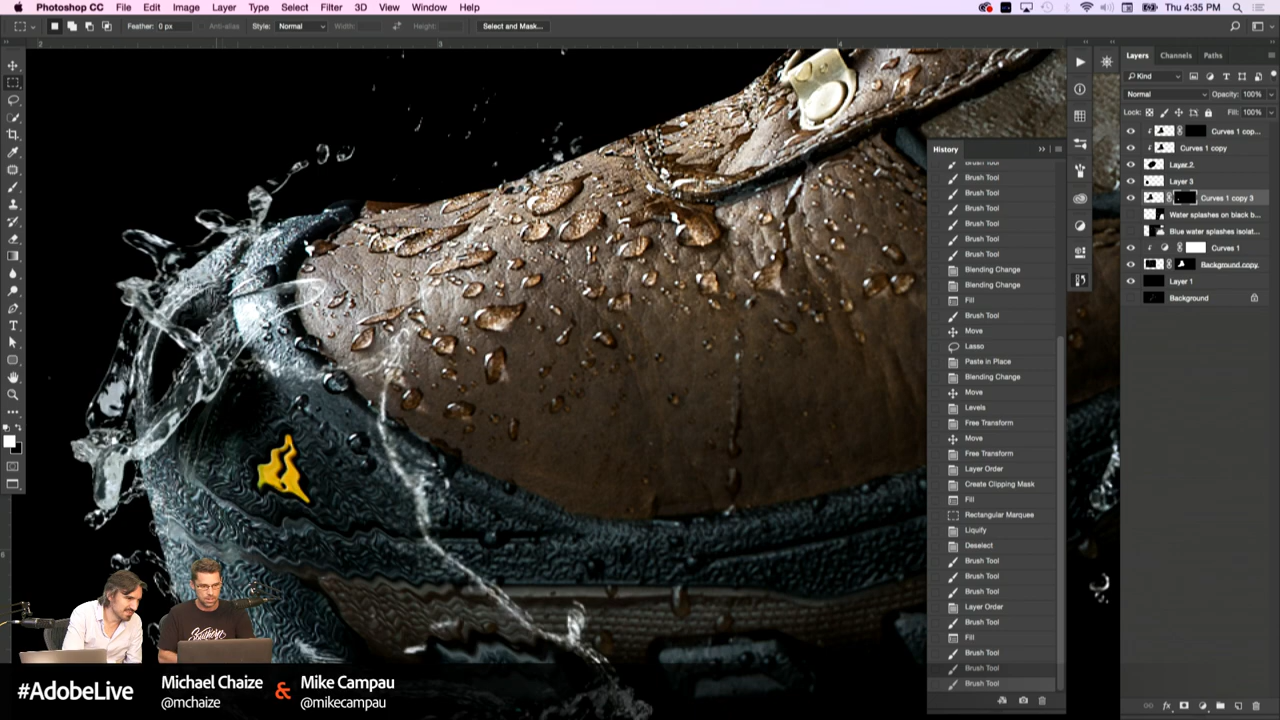 Photoshop CC File Edit Image Layer Type Select Filter 3D View Window Help Thu 4:35 PM
Feather: 0 px Anti-alias Style: Normal Width: Height: Select and Mask...
2 3 4
Layers Channels Paths
Kind
Normal Opacity: 100%
Lock: Fill: 100%
Curves 1 cop...
Curves 1 copy
Layer 2
Layer 3
Curves 1 copy 3
Water splashes on black b...
Blue water splashes isolat...
Curves 1
Background copy
Layer 1
Background
History
Brush Tool
Brush Tool
Brush Tool
Brush Tool
Brush Tool
Brush Tool
Brush Tool
Blending Change
Blending Change
Fill
Brush Tool
Move
Lasso
Paste in Place
Blending Change
Move
Levels
Free Transform
Move
Free Transform
Layer Order
Create Clipping Mask
Fill
Rectangular Marquee
Liquify
Deselect
Brush Tool
Brush Tool
Brush Tool
Layer Order
Brush Tool
Fill
Brush Tool
Brush Tool
Brush Tool
#AdobeLive
Michael Chaize & Mike Campau
@mchaize @mikecampau